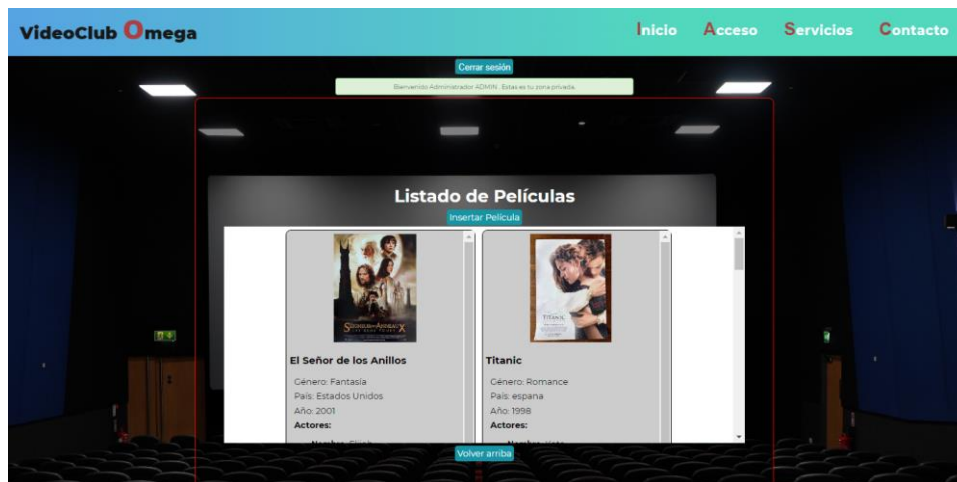 VideoClub Omega
Inicio Acceso Servicios Contacto
Cerrar sesión
Bienvenido Administrador ADMIN . Estas es tu zona privada.
Listado de Películas
Insertar Película
El Señor de los Anillos
Género: Fantasía
País: Estados Unidos
Año: 2001
Actores:
TITANIC
Titanic
Género: Romance
País: espana
Año: 1998
Actores:
Volver arriba